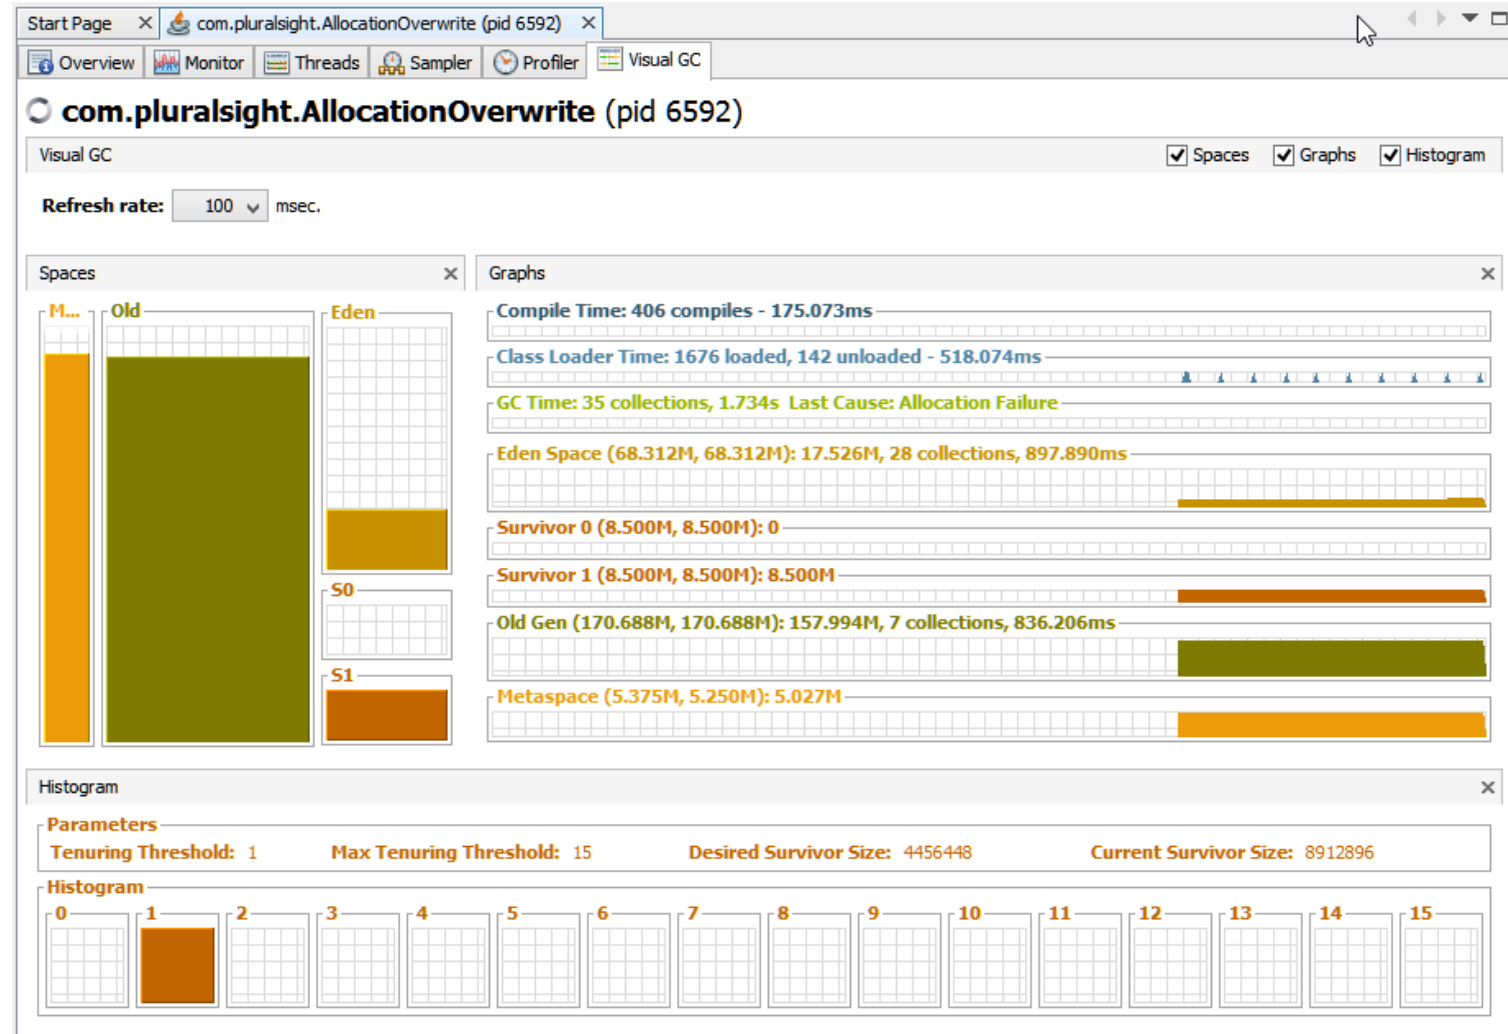 Start Page
com.pluralsight.AllocationOverwrite (pid 6592)
Overview Monitor Threads Sampler Profiler Visual GC
com.pluralsight.AllocationOverwrite (pid 6592)
Visual GC Spaces Graphs Histogram
Refresh rate: 100 msec.
Spaces
M... Old Eden
S0
S1
Graphs
Compile Time: 406 compiles - 175.073ms
Class Loader Time: 1676 loaded, 142 unloaded - 518.074ms
GC Time: 35 collections, 1.734s Last Cause: Allocation Failure
Eden Space (68.312M, 68.312M): 17.526M, 28 collections, 897.890ms
Survivor 0 (8.500M, 8.500M): 0
Survivor 1 (8.500M, 8.500M): 8.500M
Old Gen (170.688M, 170.688M): 157.994M, 7 collections, 836.206ms
Metaspace (5.375M, 5.250M): 5.027M
Histogram
Parameters
Tenuring Threshold: 1 Max Tenuring Threshold: 15 Desired Survivor Size: 4456448 Current Survivor Size: 8912896
Histogram
0 1 2 3 4 5 6 7 8 9 10 11 12 13 14 15